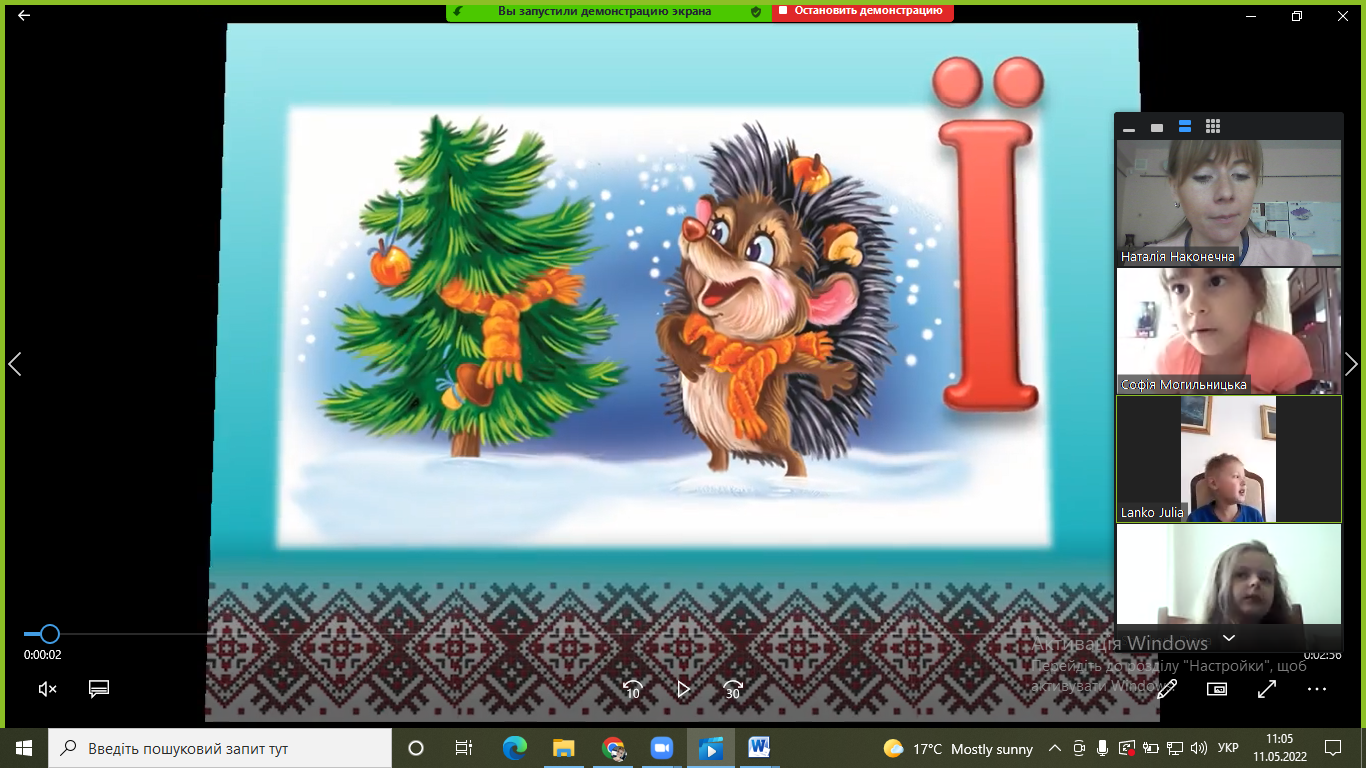 Вы запустили демонстрацию экрана
Остановить демонстрацию
Ї
Наталія Наконечна
Софія Могильницька
Lanko Julia
0:00:02
0:02:56
Активація Windows
Перейдіть до розділу "Настройки", щоб
активувати Windows
10
30
Введіть пошуковий запит тут
17°C Mostly sunny
УКР
11:05
11.05.2022